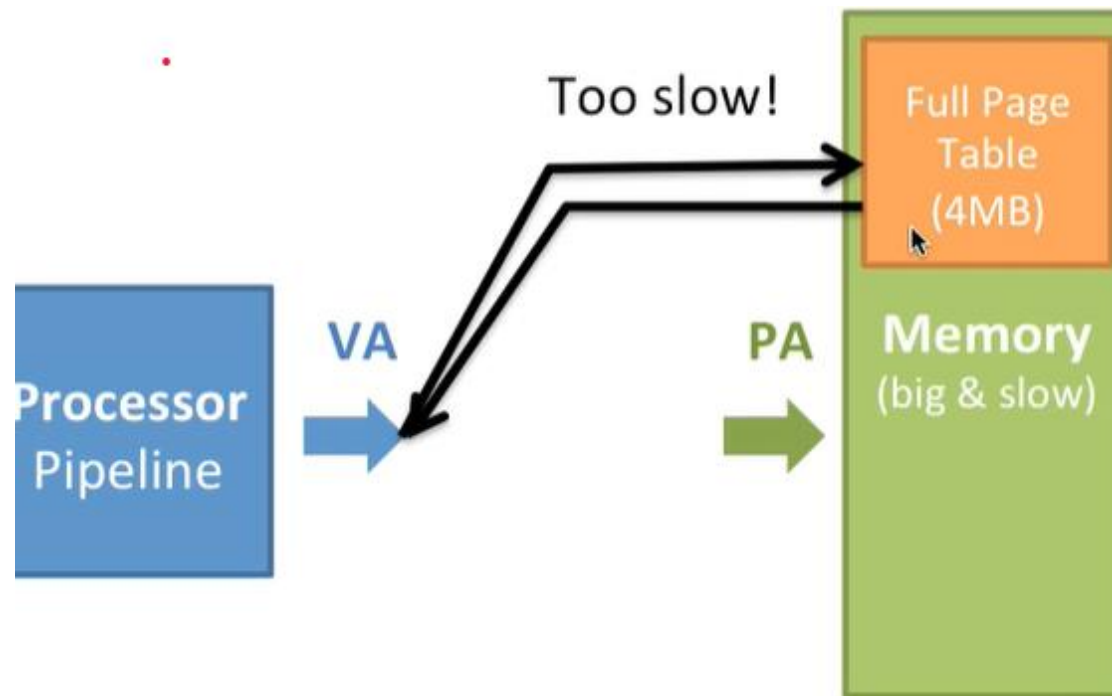 Too slow!
Full Page
Table
(4MB)
VA
PA
Memory
(big & slow)
Processor
Pipeline